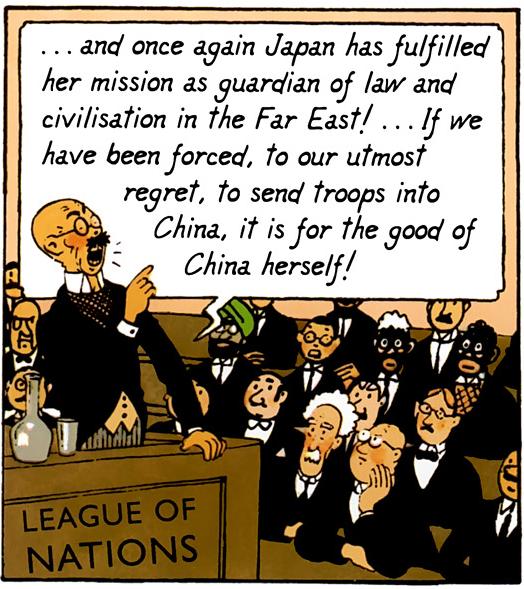 ... and once again Japan has fulfilled
her mission as guardian of law and
civilisation in the Far East! ... If we
have been forced, to our utmost
regret, to send troops into
China, it is for the good of
China herself!
LEAGUE OF
NATIONS